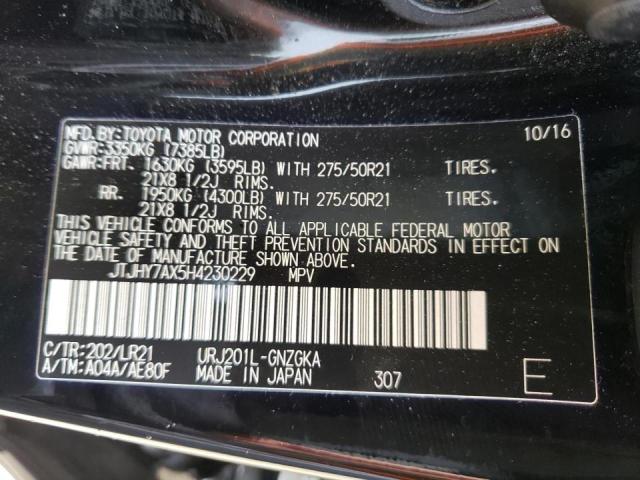 MFD.BY:TOYOTA MOTOR CORPORATION 10/16
GVWR:3350KG (7385LB)
GAWR:FRT. 1630KG (3595LB) WITH 275/50R21 TIRES.
21X8 1/2J RIMS.
RR. 1950KG (4300LB) WITH 275/50R21 TIRES.
21X8 1/2J RIMS.
THIS VEHICLE CONFORMS TO ALL APPLICABLE FEDERAL MOTOR
VEHICLE SAFETY AND THEFT PREVENTION STANDARDS IN EFFECT ON
THE DATE OF MANUFACTURE SHOWN ABOVE.
JTJHY7AX5H4230229 MPV
C/TR:202/LR21 URJ201L-GNZGKA
A/TM:A04A/AE80F MADE IN JAPAN 307 E